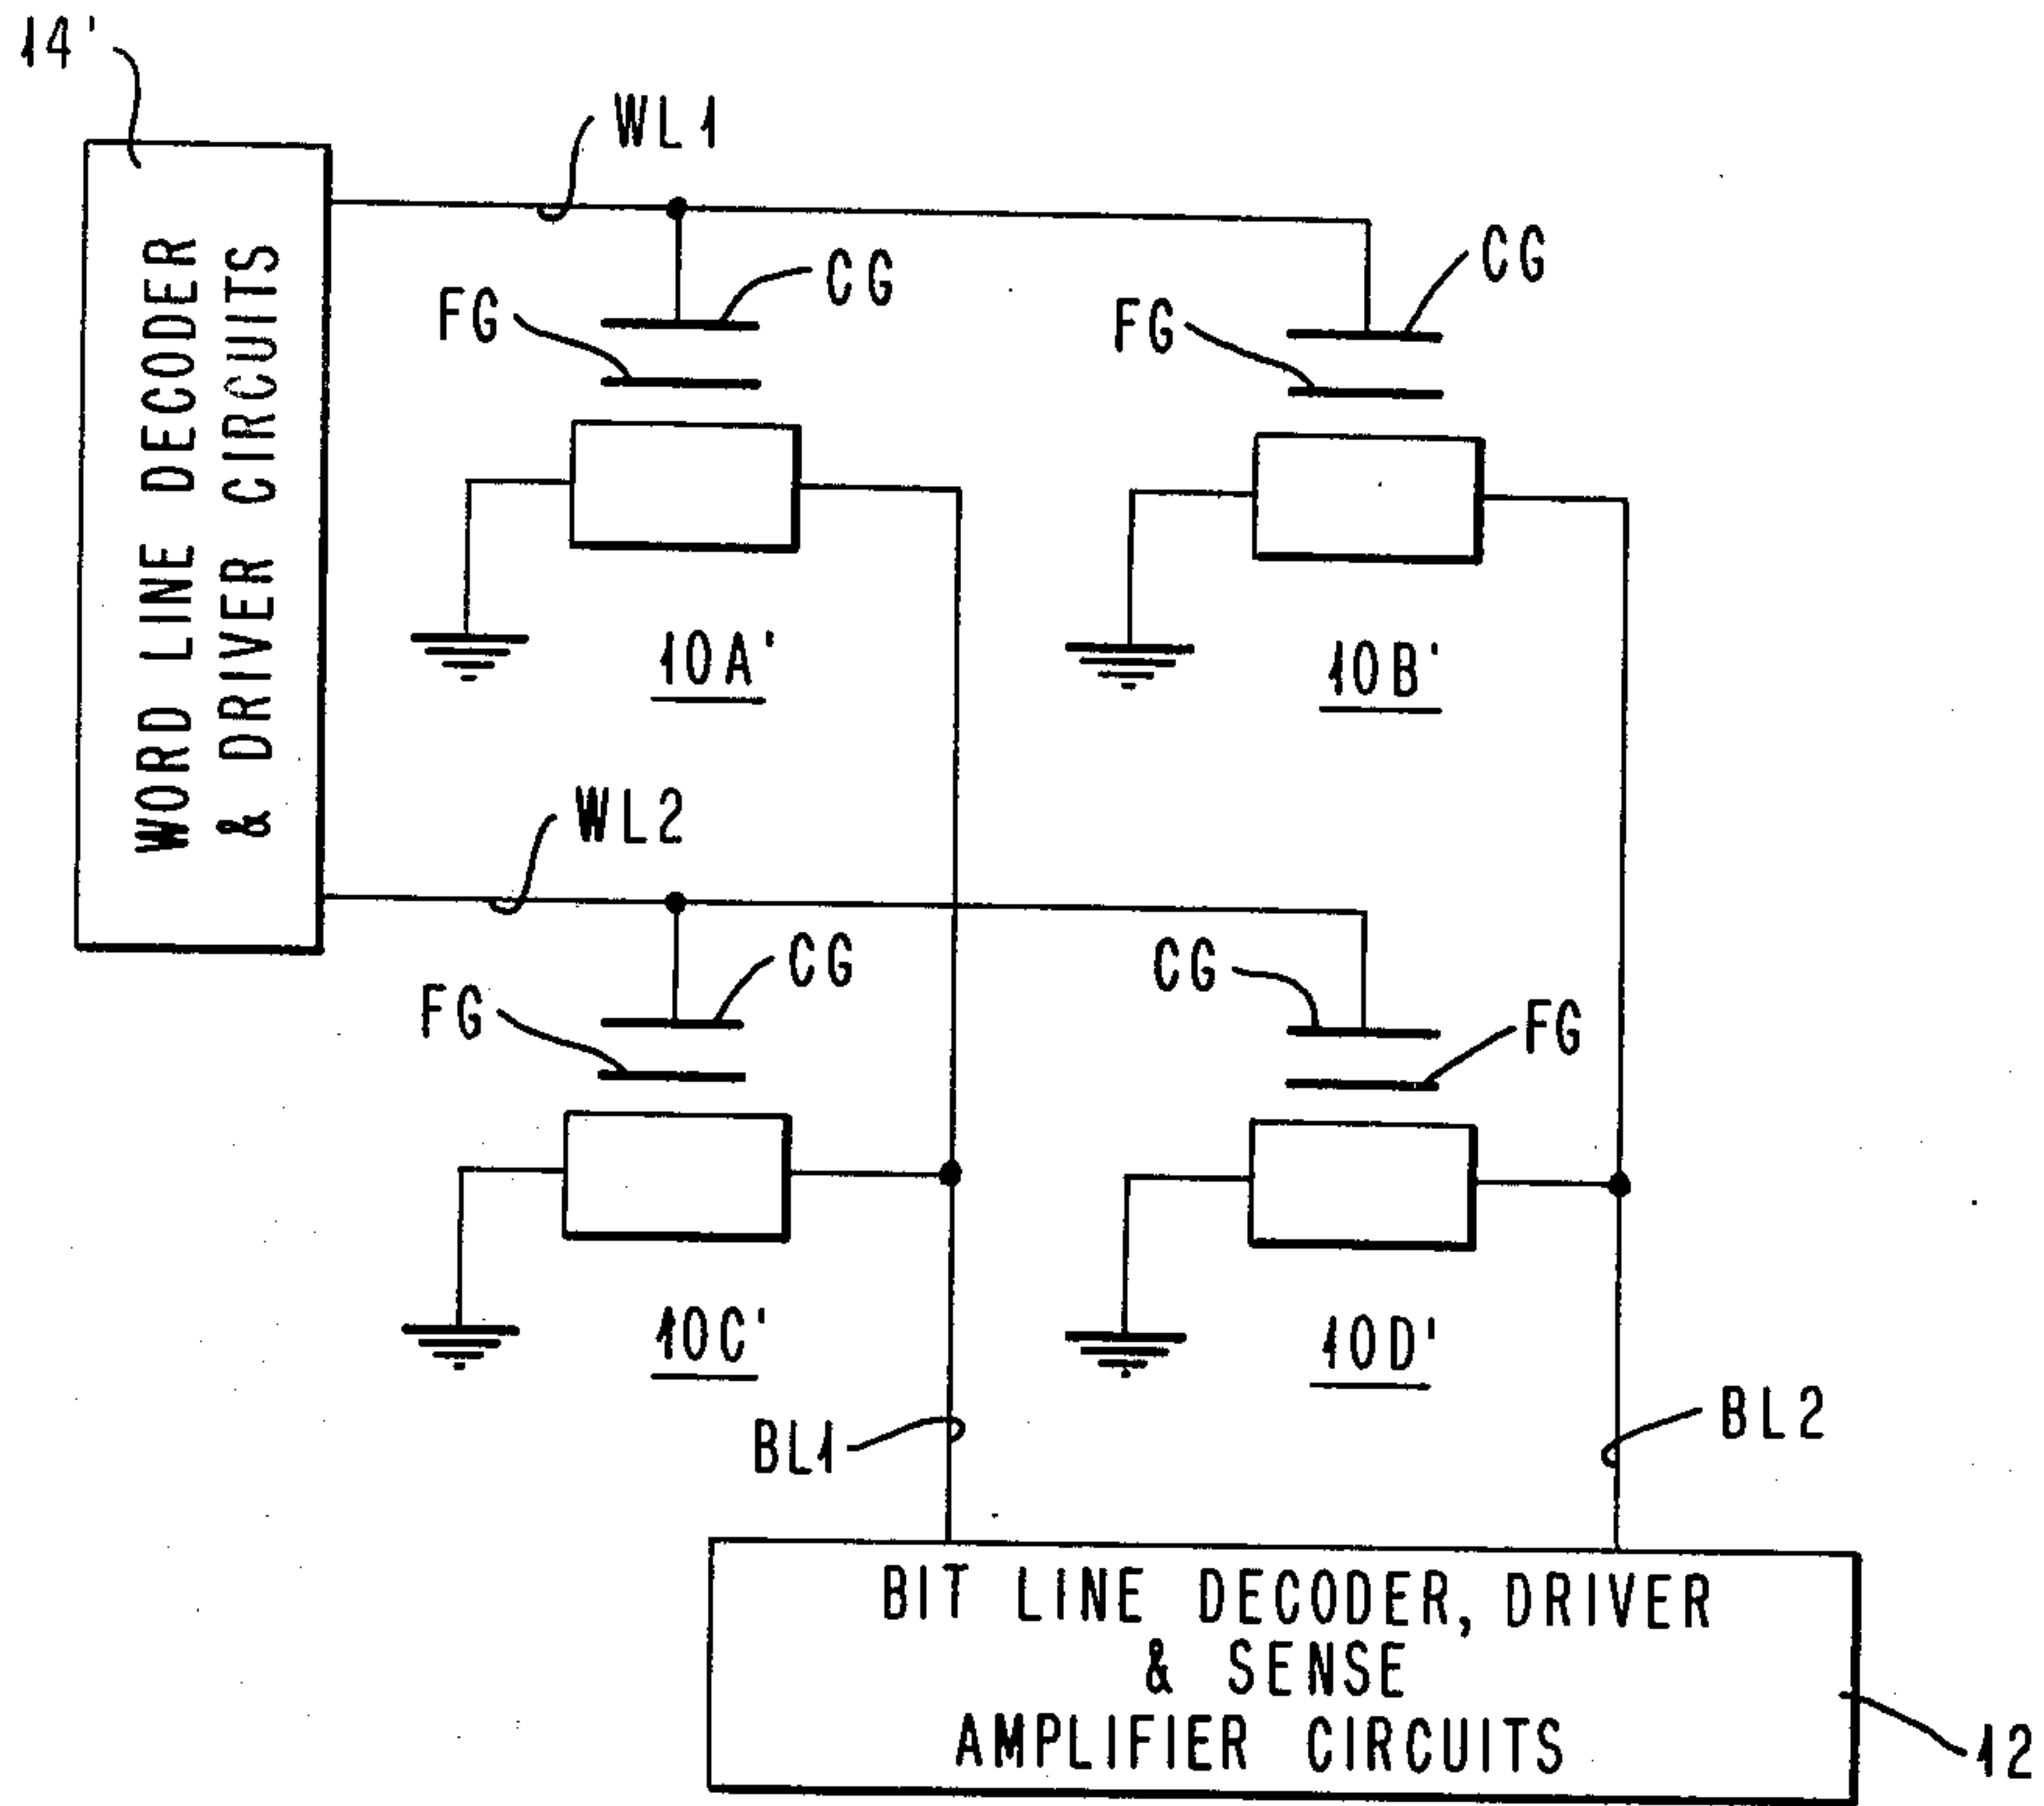 14'
WL1
CG
CG
FG
FG
WORD LINE DECODER
& DRIVER CIRCUITS
10A'
10B'
WL2
CG
CG
FG
FG
10C'
10D'
BL1
BL2
BIT LINE DECODER, DRIVER
& SENSE
AMPLIFIER CIRCUITS
12